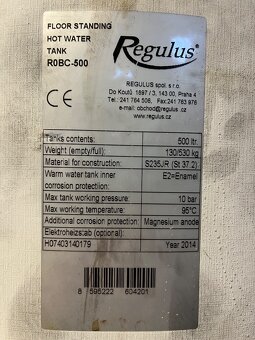 FLOOR STANDING
HOT WATER
TANK
R0BC-500
Regulus®
REGULUS spol. s r.o.
Do Koutů 1897 / 3, 143 00, Praha 4
Tel.: 241 764 506, Fax.: 241 763 976
e-mail: obchod@regulus.cz
www.regulus.cz
CE
Tanks contents: 500 ltr.
Weight (empty/full): 130/630 kg
Material for construction: S235JR (St 37.2)
Warm water tank inner corrosion protection: E2=Enamel
Max tank working pressure: 10 bar
Max working temperature: 95°C
Additional corrosion protection: Magnesium anode
Elektroheizstab (optional):
H07403140179 Year 2014
8 595222 604201